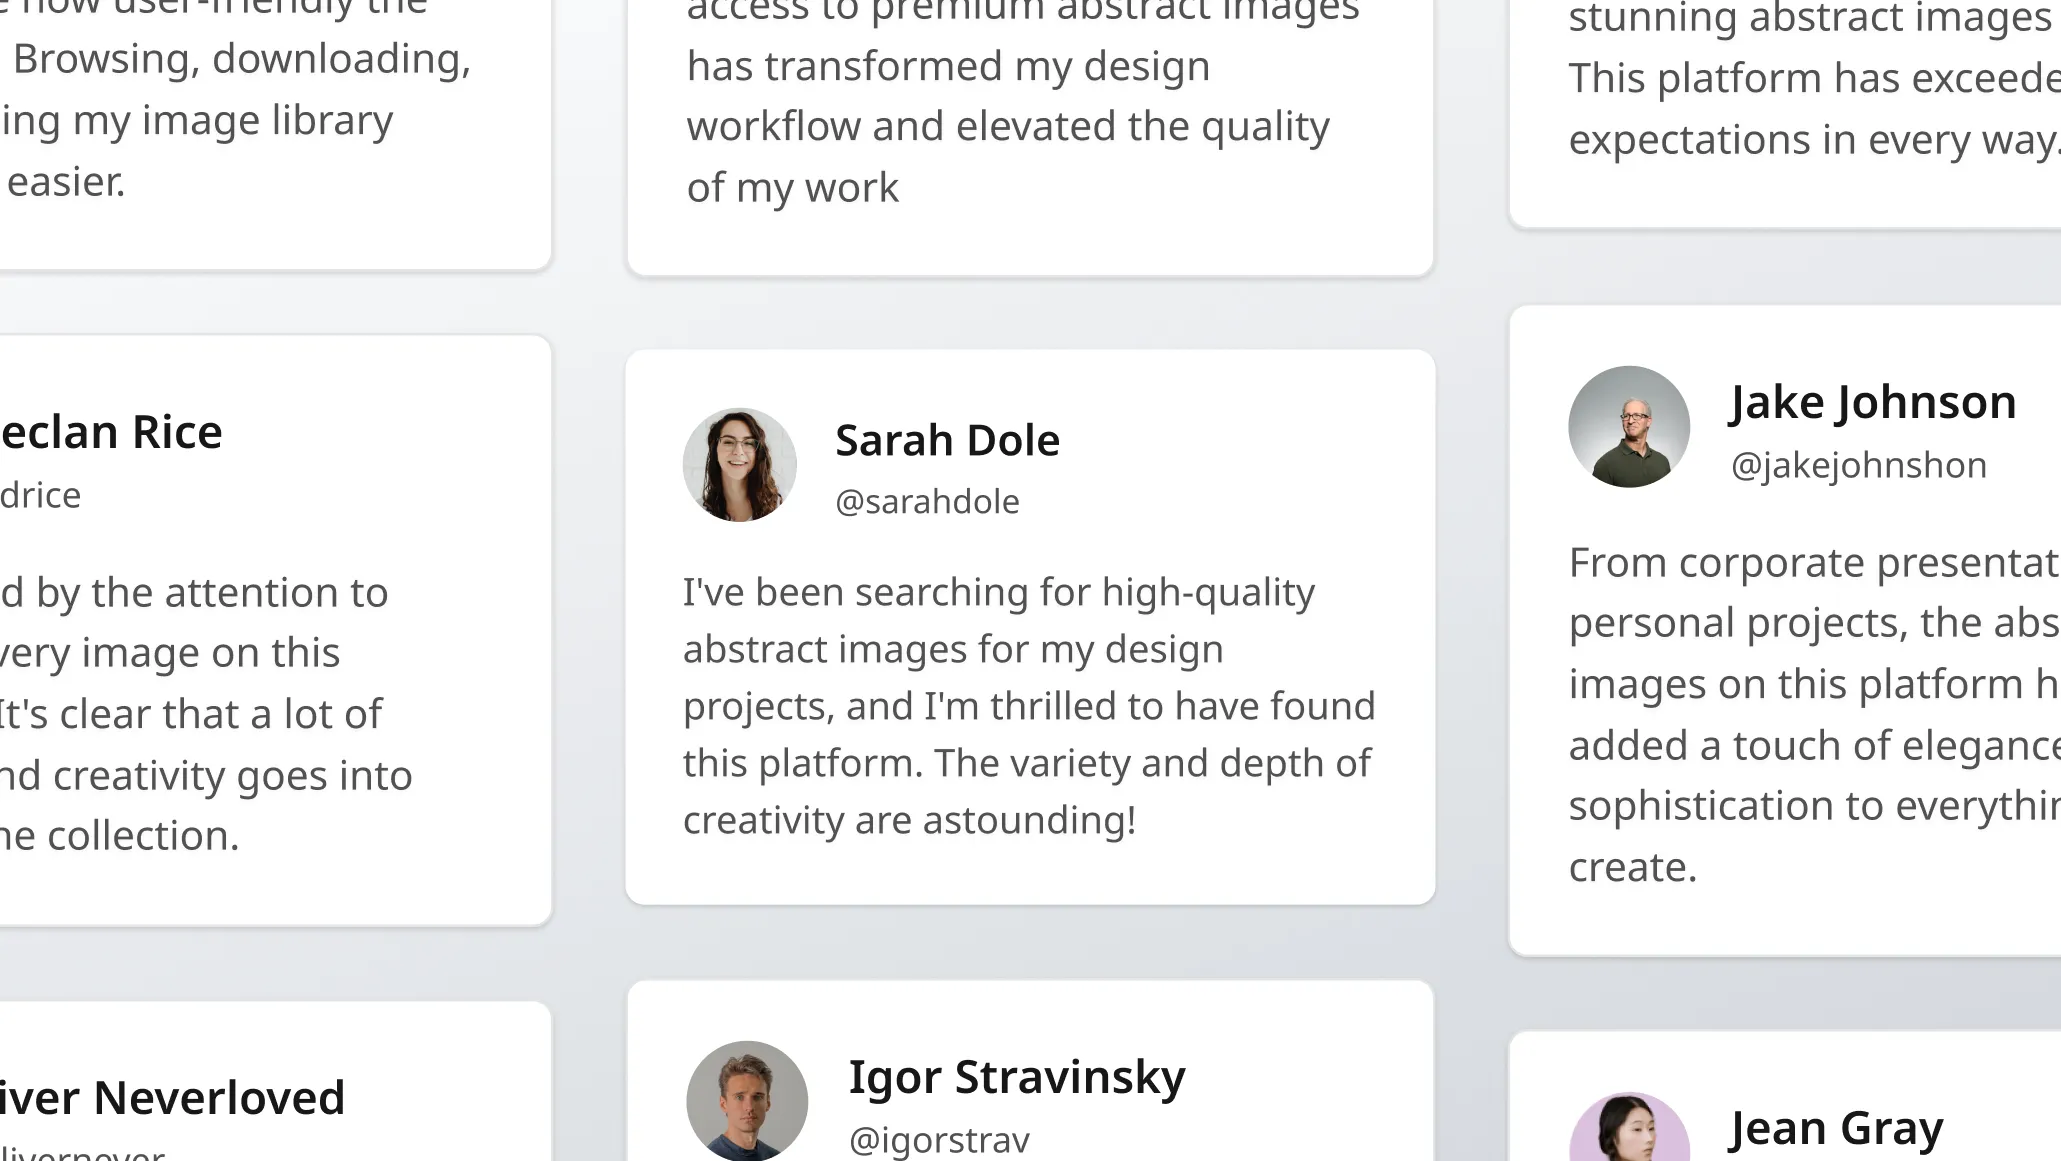 how user-friendly the
Browsing, downloading,
ing my image library
easier.
eclan Rice
drice
d by the attention to
very image on this
It's clear that a lot of
nd creativity goes into
he collection.
iver Neverloved
livernever
access to premium abstract images
has transformed my design
workflow and elevated the quality
of my work
Sarah Dole
@sarahdole
I've been searching for high-quality
abstract images for my design
projects, and I'm thrilled to have found
this platform. The variety and depth of
creativity are astounding!
Igor Stravinsky
@igorstrav
stunning abstract images
This platform has exceede
expectations in every way.
Jake Johnson
@jakejohnshon
From corporate presentat
personal projects, the abs
images on this platform h
added a touch of elegance
sophistication to everythin
create.
Jean Gray